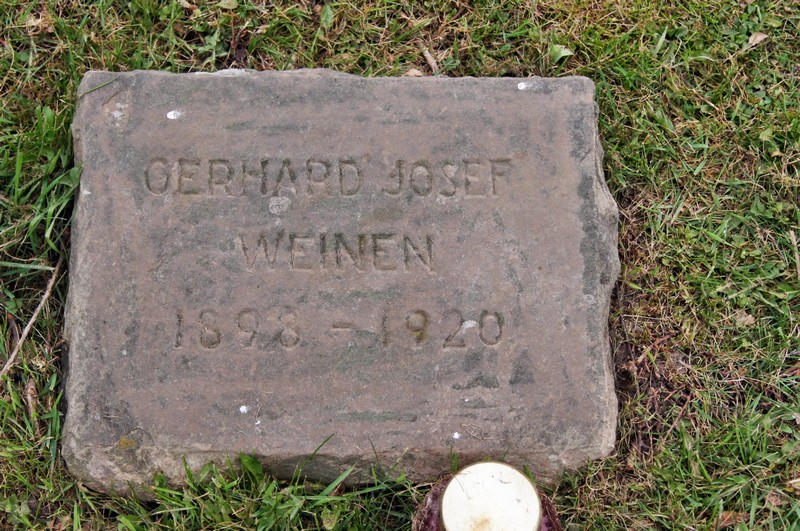 GERHARD JOSEF
WEINEN
1898 - 1920